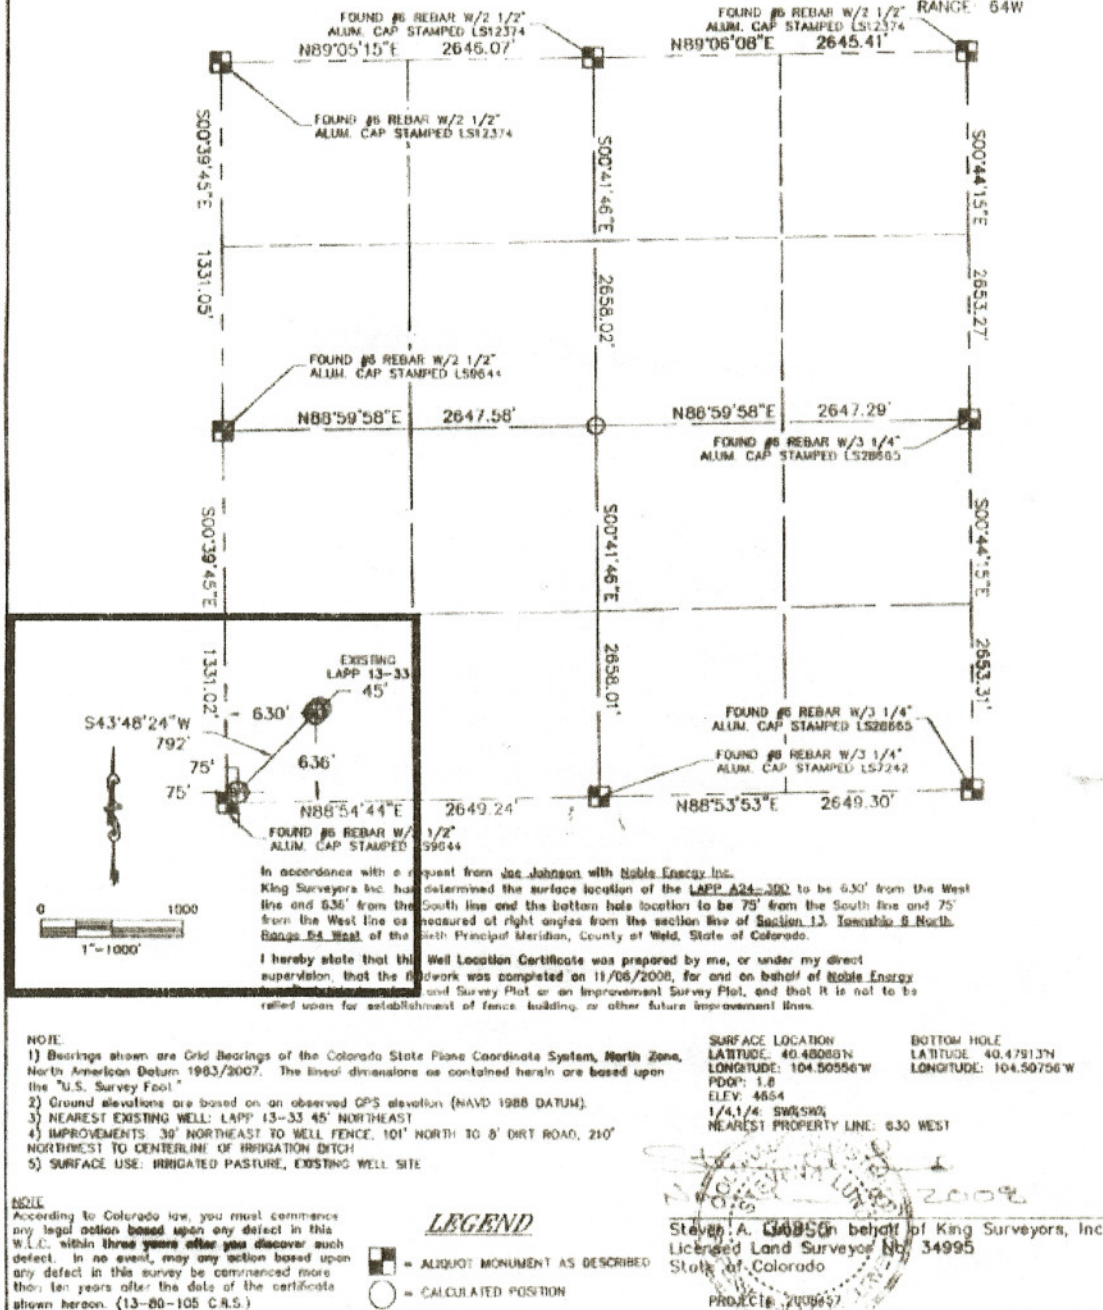 RANGE: 64W
FOUND #6 REBAR W/2 1/2"
ALUM. CAP STAMPED LS12374
N89°05'15"E 2646.07'
FOUND #6 REBAR W/2 1/2"
ALUM. CAP STAMPED LS12374
N89°06'08"E 2645.41'
FOUND #6 REBAR W/2 1/2"
ALUM. CAP STAMPED LS12374
S00°39'45"E 1331.05'
S00°41'46"E 2658.02'
S00°44'15"E 2653.27'
FOUND #6 REBAR W/2 1/2"
ALUM. CAP STAMPED LS9644
N88°59'58"E 2647.58'
N88°59'58"E 2647.29'
FOUND #6 REBAR W/3 1/4"
ALUM. CAP STAMPED LS28665
S00°39'45"E 1331.02'
S00°41'46"E 2658.01'
S00°44'15"E 2653.31'
EXISTING
LAPP 13-33
45'
630'
S43°48'24"W
792'
636'
75'
75'
FOUND #6 REBAR W/3 1/4"
ALUM. CAP STAMPED LS28665
FOUND #6 REBAR W/3 1/4"
ALUM. CAP STAMPED LS7242
N88°54'44"E 2649.24'
N88°53'53"E 2649.30'
FOUND #6 REBAR W/2 1/2"
ALUM. CAP STAMPED LS9644
0 1000
1"=1000'
In accordance with a request from Joe Johnson with Noble Energy Inc.
King Surveyors Inc. has determined the surface location of the LAPP A24-30D to be 630' from the West
line and 636' from the South line and the bottom hole location to be 75' from the South line and 75'
from the West line as measured at right angles from the section line of Section 13, Township 6 North,
Range 64 West of the Sixth Principal Meridian, County of Weld, State of Colorado.
I hereby state that this Well Location Certificate was prepared by me, or under my direct
supervision, that the fieldwork was completed on 11/06/2008, for and on behalf of Noble Energy
and Survey Plat or an Improvement Survey Plat, and that it is not to be
relied upon for establishment of fence, building, or other future improvement lines.
NOTE:
1) Bearings shown are Grid Bearings of the Colorado State Plane Coordinate System, North Zone,
North American Datum 1983/2007. The lineal dimensions as contained herein are based upon
the "U.S. Survey Foot."
2) Ground elevations are based on an observed GPS elevation (NAVD 1988 DATUM).
3) NEAREST EXISTING WELL: LAPP 13-33 45' NORTHEAST
4) IMPROVEMENTS: 30' NORTHEAST TO WELL FENCE, 101' NORTH TO 8' DIRT ROAD, 210'
NORTHWEST TO CENTERLINE OF IRRIGATION DITCH
5) SURFACE USE: IRRIGATED PASTURE, EXISTING WELL SITE
SURFACE LOCATION
LATITUDE: 40.48088°N
LONGITUDE: 104.50556°W
PDOP: 1.8
ELEV: 4654
1/4,1/4: SW¼SW¼
NEAREST PROPERTY LINE: 630 WEST
BOTTOM HOLE
LATITUDE: 40.47913°N
LONGITUDE: 104.50756°W
2009
NOTE
According to Colorado law, you must commence
any legal action based upon any defect in this
W.L.C. within three years after you discover such
defect. In no event, may any action based upon
any defect in this survey be commenced more
than ten years after the date of the certificate
shown hereon. (13-80-105 C.R.S.)
LEGEND
= ALIQUOT MONUMENT AS DESCRIBED
= CALCULATED POSITION
Steven A. on behalf of King Surveyors, Inc
Licensed Land Surveyor No. 34995
State of Colorado
PROJECT#: